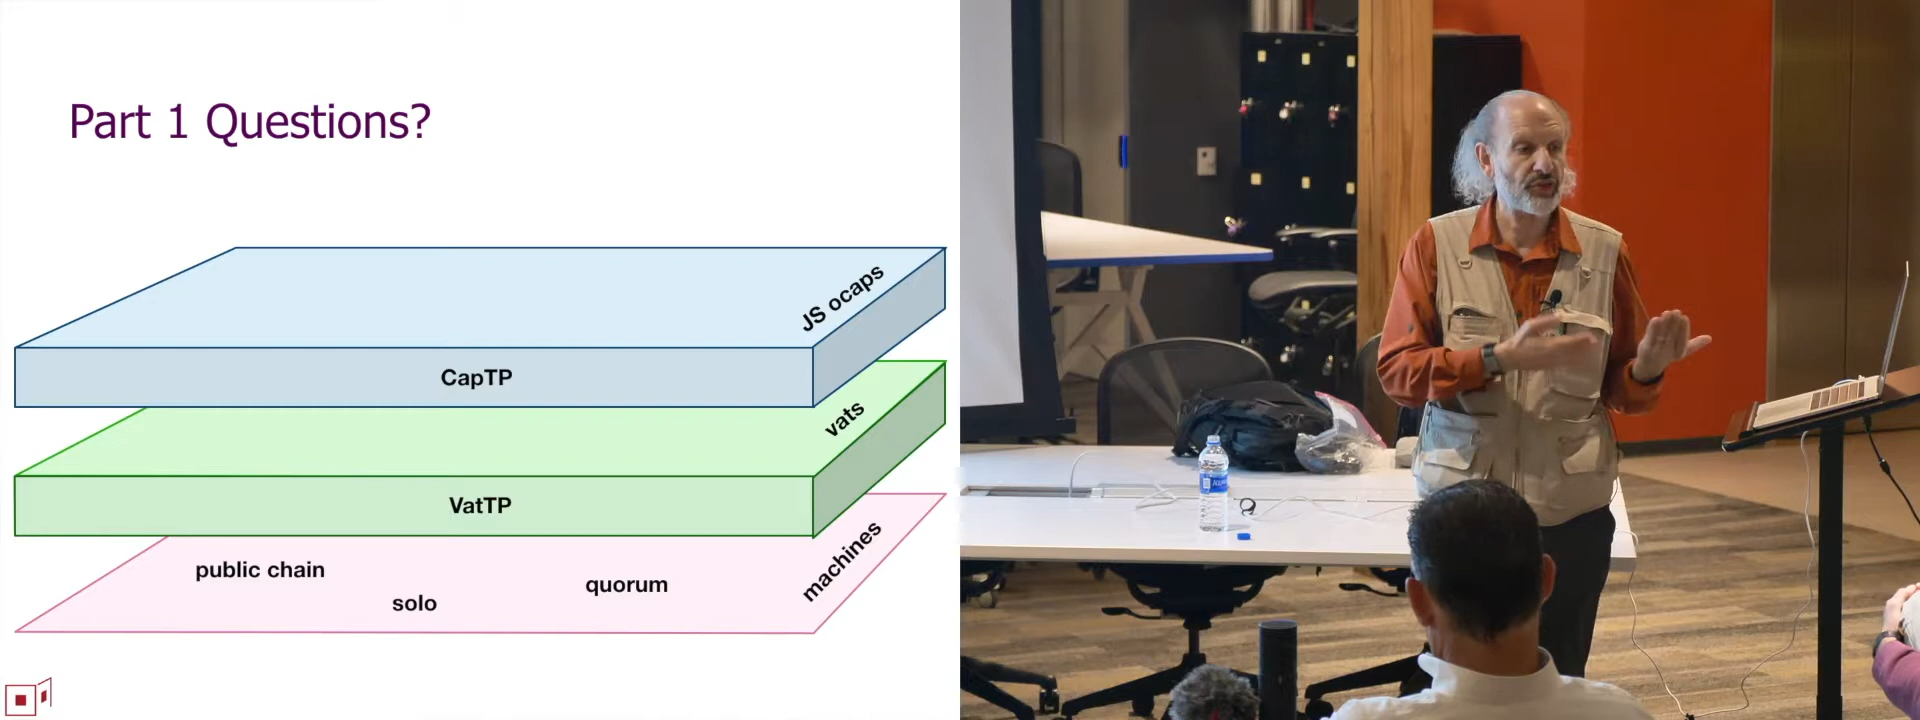 Part 1 Questions?
JS ocaps
CapTP
vats
VatTP
machines
public chain
quorum
solo